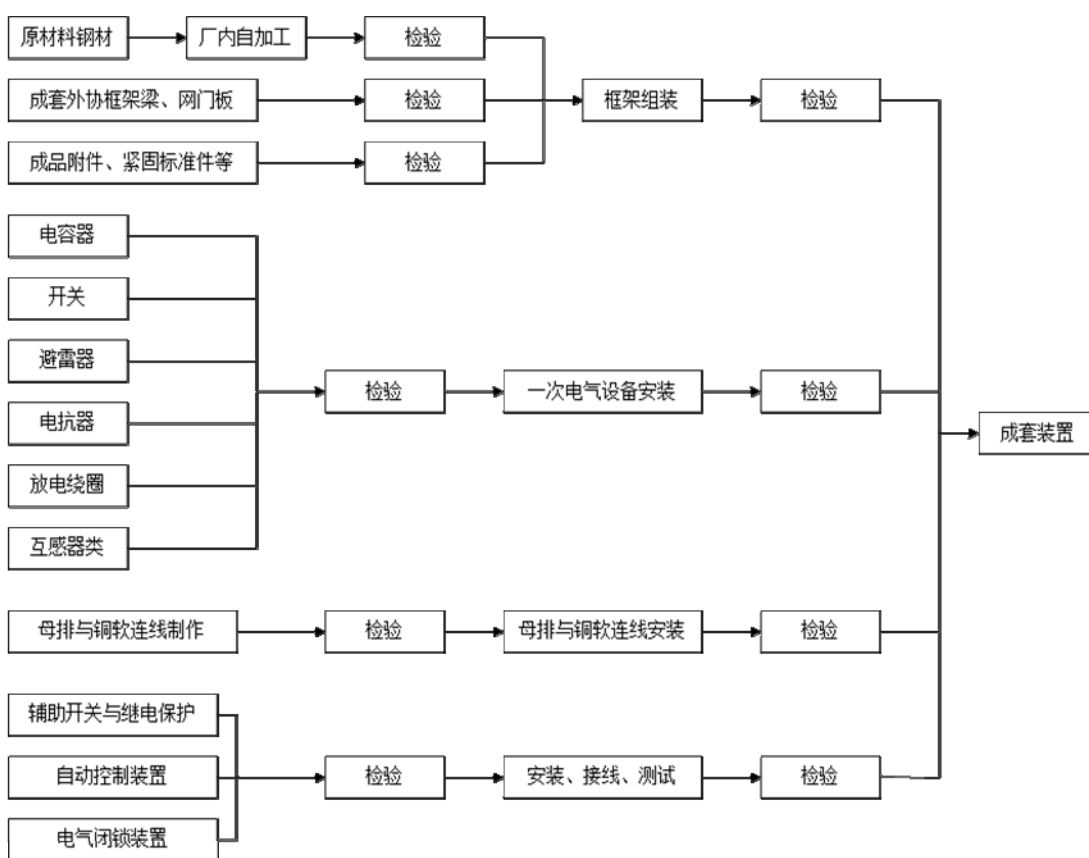 原材料钢材
厂内自加工
检验
成套外协框架梁、网门板
检验
框架组装
检验
成品附件、紧固标准件等
检验
电容器
开关
避雷器
电抗器
放电绕圈
互感器类
检验
一次电气设备安装
检验
成套装置
母排与铜软连线制作
检验
母排与铜软连线安装
检验
辅助开关与继电保护
自动控制装置
电气闭锁装置
检验
安装、接线、测试
检验